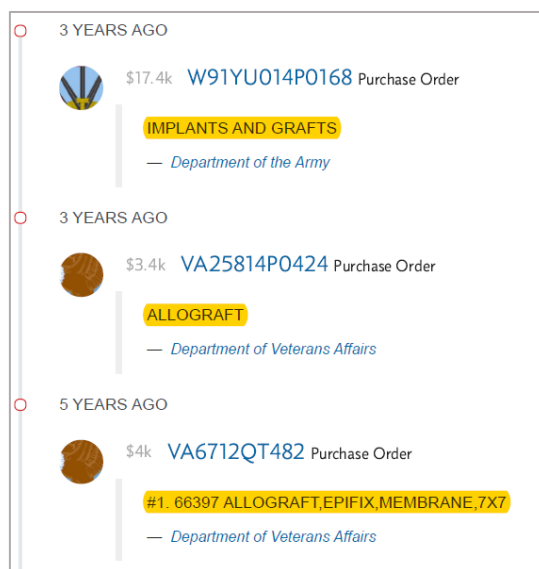 3 YEARS AGO
$17.4k W91YU014P0168 Purchase Order
IMPLANTS AND GRAFTS
— Department of the Army
3 YEARS AGO
$3.4k VA25814P0424 Purchase Order
ALLOGRAFT
— Department of Veterans Affairs
5 YEARS AGO
$4k VA6712QT482 Purchase Order
#1. 66397 ALLOGRAFT,EPIFIX,MEMBRANE,7X7
— Department of Veterans Affairs